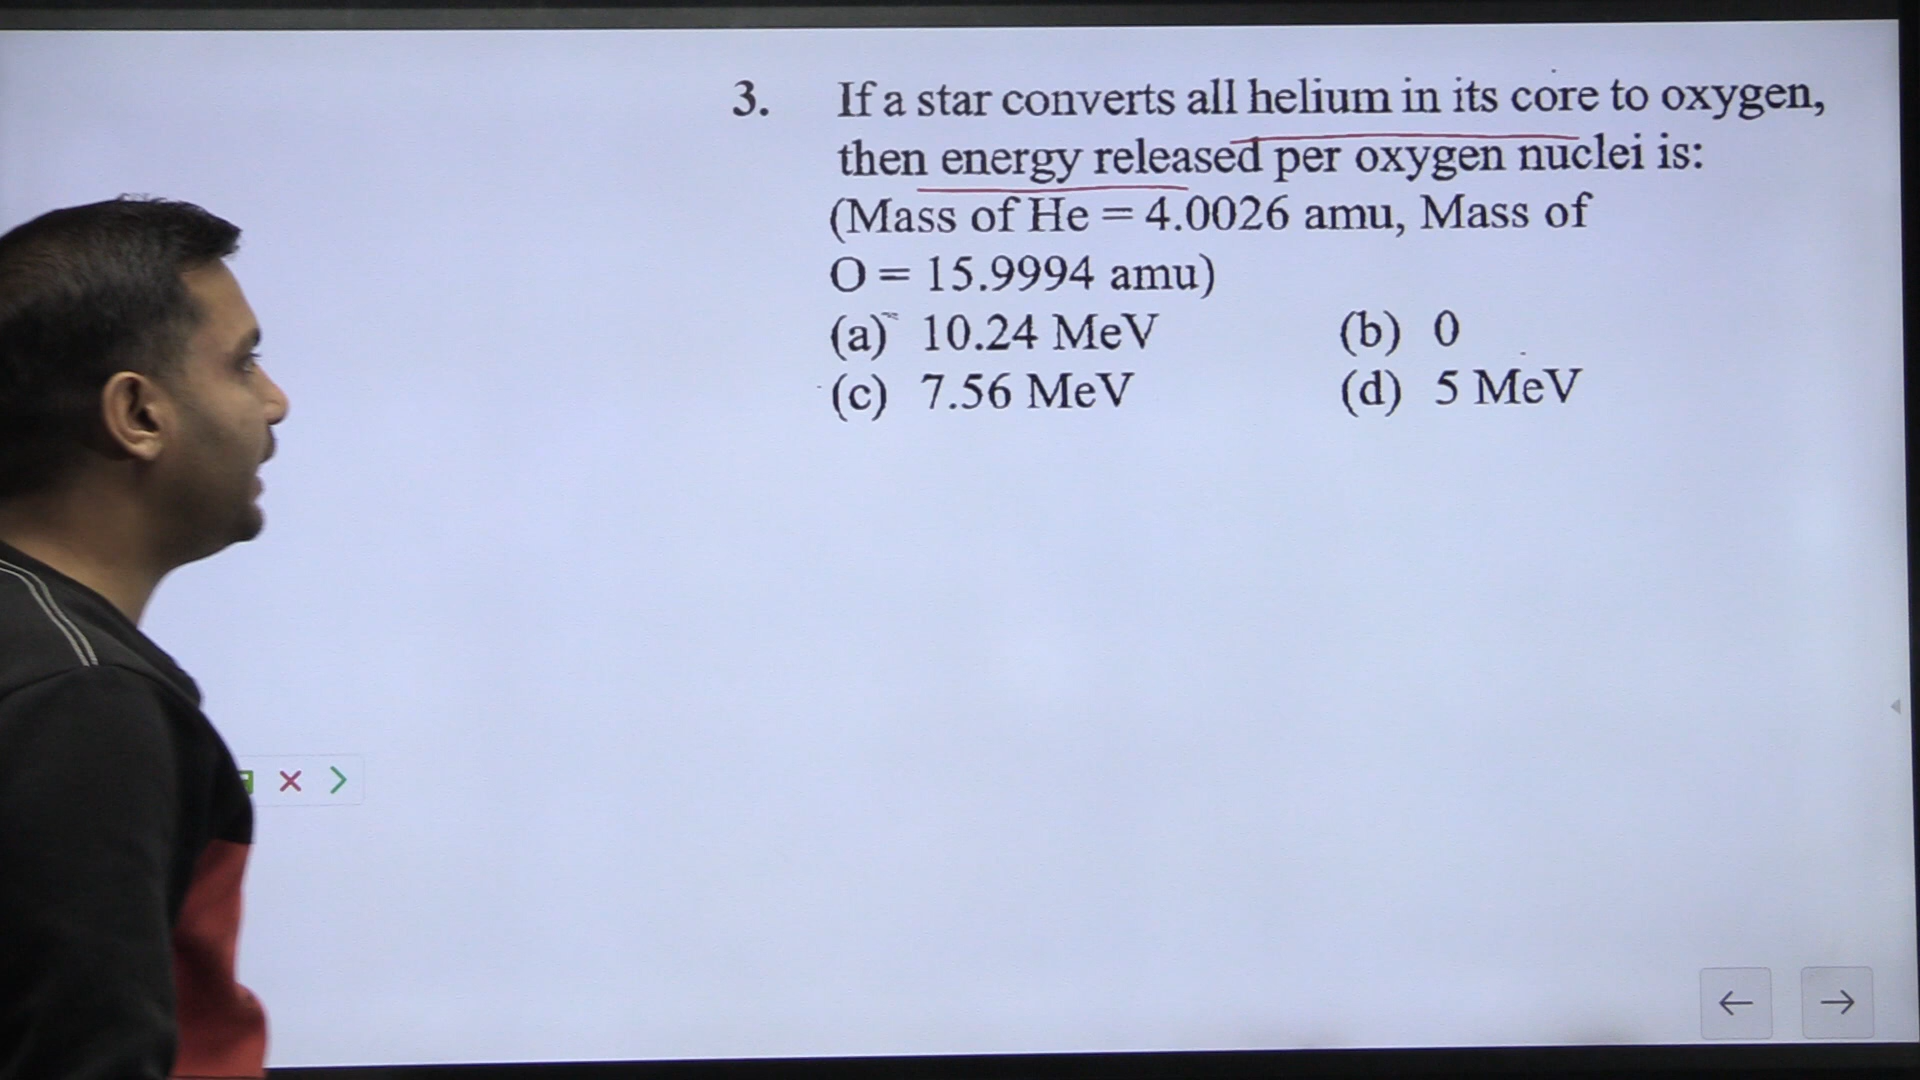 3. If a star converts all helium in its core to oxygen,
then energy released per oxygen nuclei is:
(Mass of He = 4.0026 amu, Mass of
O = 15.9994 amu)
(a) 10.24 MeV (b) 0
(c) 7.56 MeV (d) 5 MeV